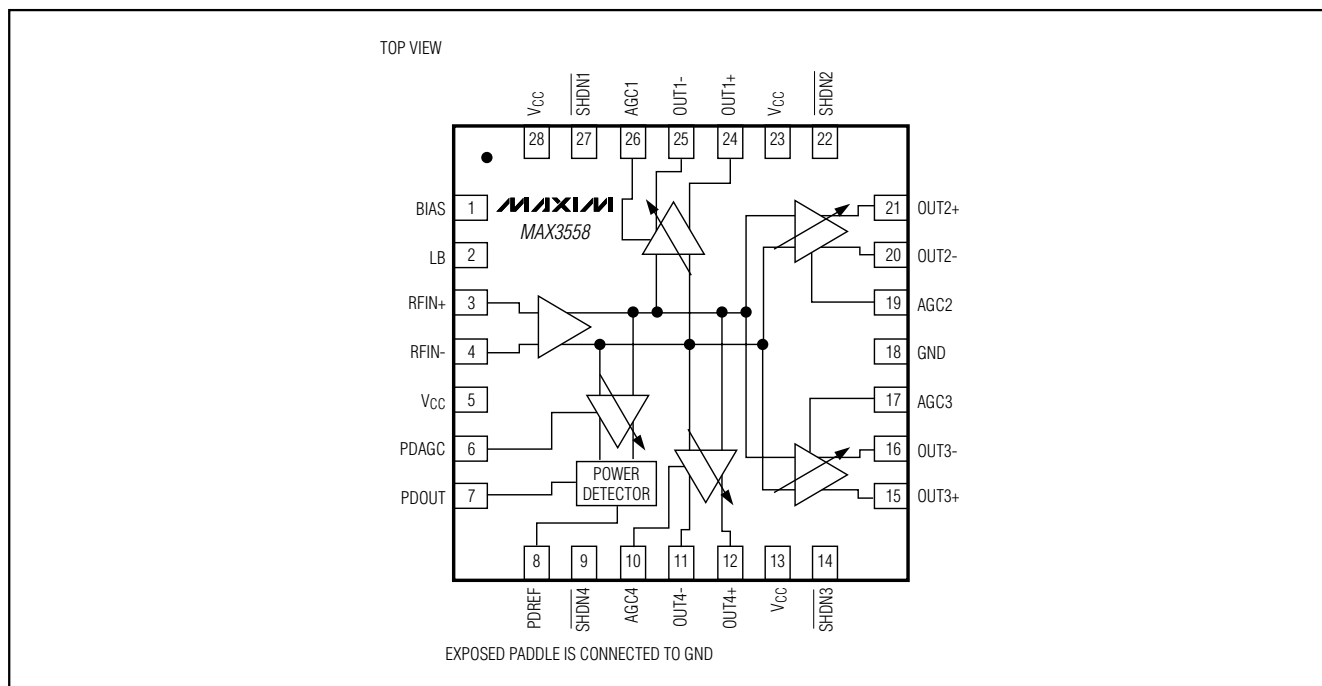 TOP VIEW
VCC
SHDN1
AGC1
OUT1-
OUT1+
VCC
SHDN2
28
27
26
25
24
23
22
BIAS 1
MAXIM
MAX3558
21 OUT2+
LB 2
20 OUT2-
RFIN+ 3
19 AGC2
RFIN- 4
18 GND
VCC 5
17 AGC3
PDAGC 6
16 OUT3-
POWER
DETECTOR
PDOUT 7
15 OUT3+
8
9
10
11
12
13
14
PDREF
SHDN4
AGC4
OUT4-
OUT4+
VCC
SHDN3
EXPOSED PADDLE IS CONNECTED TO GND